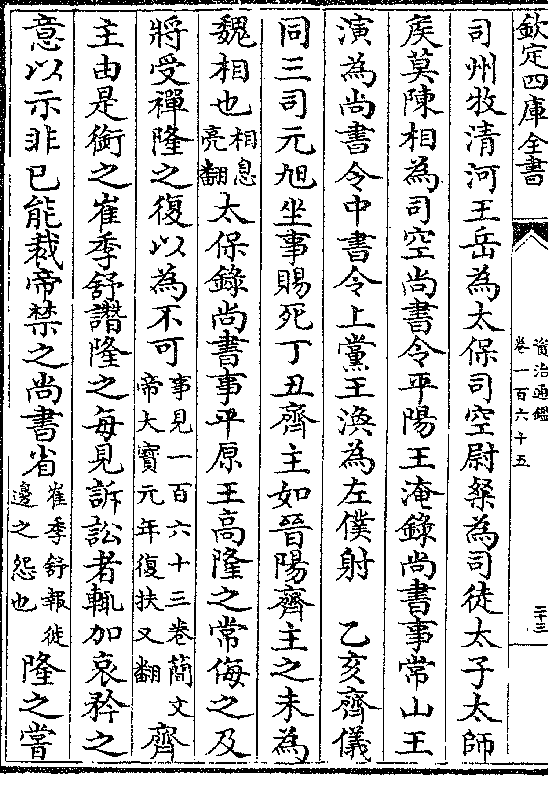 欽定四庫全書
資治通鑑
卷一百六十五
二十三
司州牧清河王岳為太保司空尉粲為司徒太子太師
侯莫陳相為司空尚書令平陽王淹錄尚書事常山王
演為尚書令中書令上黨王渙為左僕射　乙亥齊儀
同三司元旭坐事賜死丁丑齊主如晉陽齊主之未為
魏相也相息亮翻太保錄尚書事平原王高隆之常侮之及
將受禪隆之復以為不可事見一百六十三卷簡文帝大寶元年復扶又翻齊
主由是銜之崔季舒譖隆之每見訴訟者輒加哀矜之
意以示非已能裁帝禁之尚書省崔季舒報徙邊之怨也隆之嘗